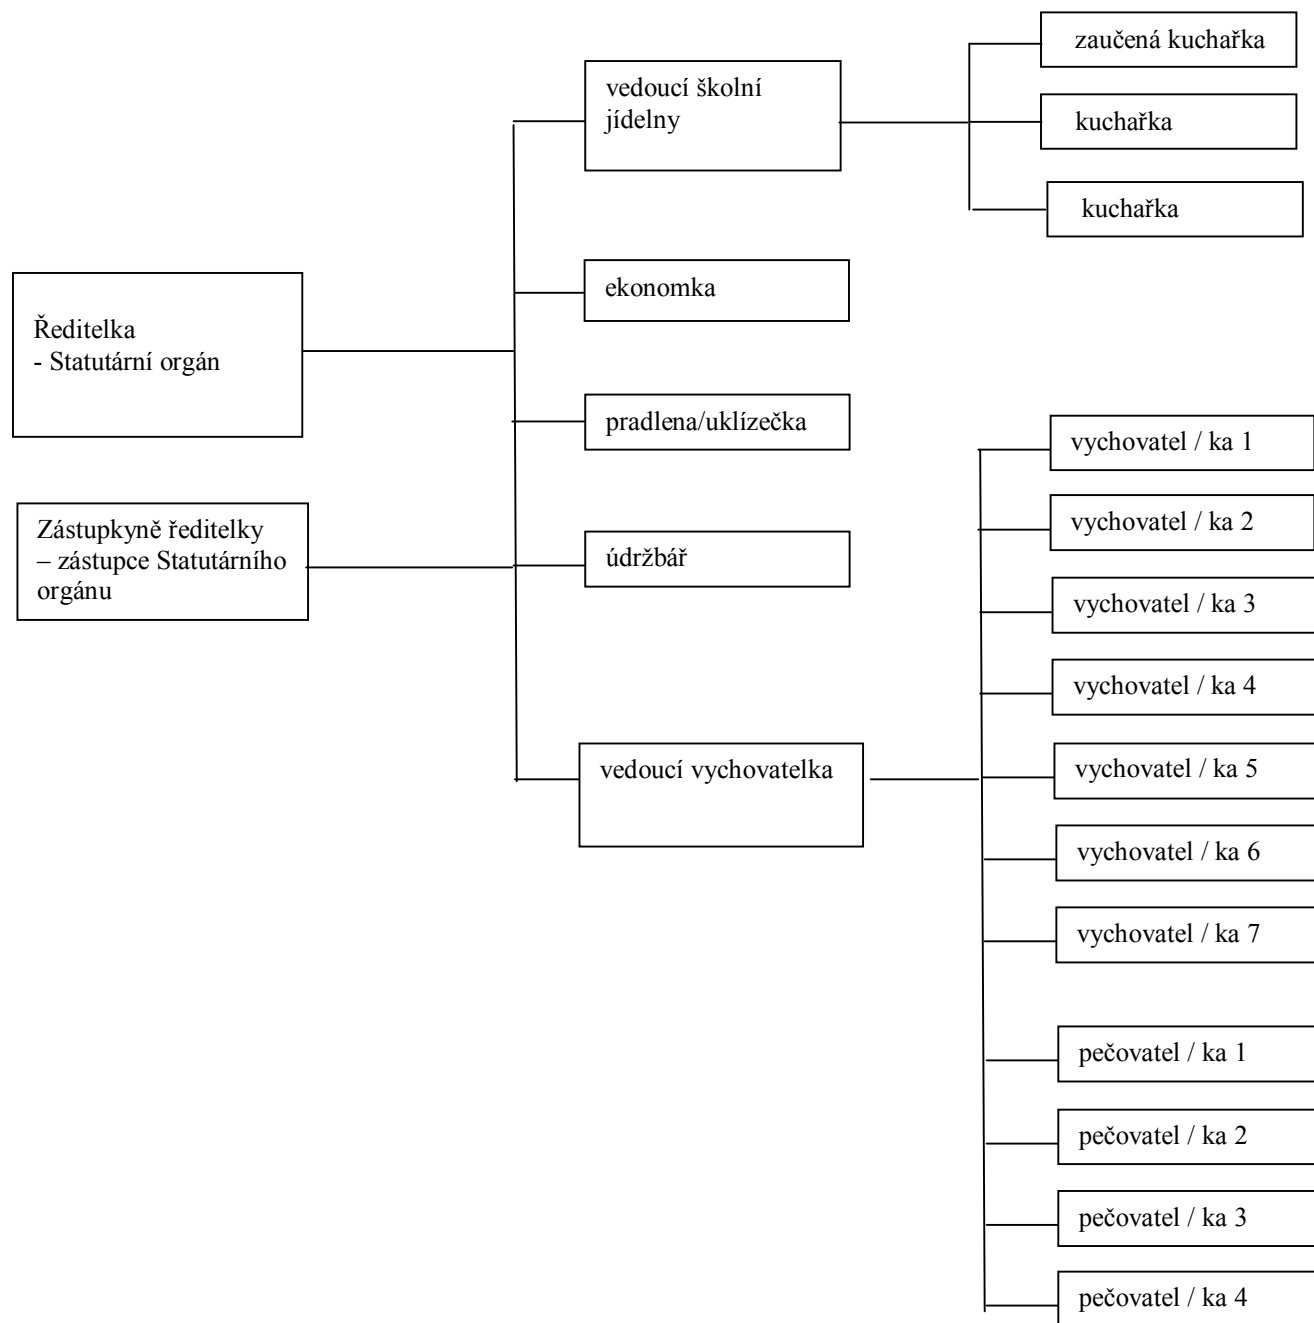 Ředitelka
- Statutární orgán
Zástupkyně ředitelky
– zástupce Statutárního
orgánu
vedoucí školní
jídelny
ekonomka
pradlena/uklízečka
údržbář
vedoucí vychovatelka
zaučená kuchařka
kuchařka
kuchařka
vychovatel / ka 1
vychovatel / ka 2
vychovatel / ka 3
vychovatel / ka 4
vychovatel / ka 5
vychovatel / ka 6
vychovatel / ka 7
pečovatel / ka 1
pečovatel / ka 2
pečovatel / ka 3
pečovatel / ka 4